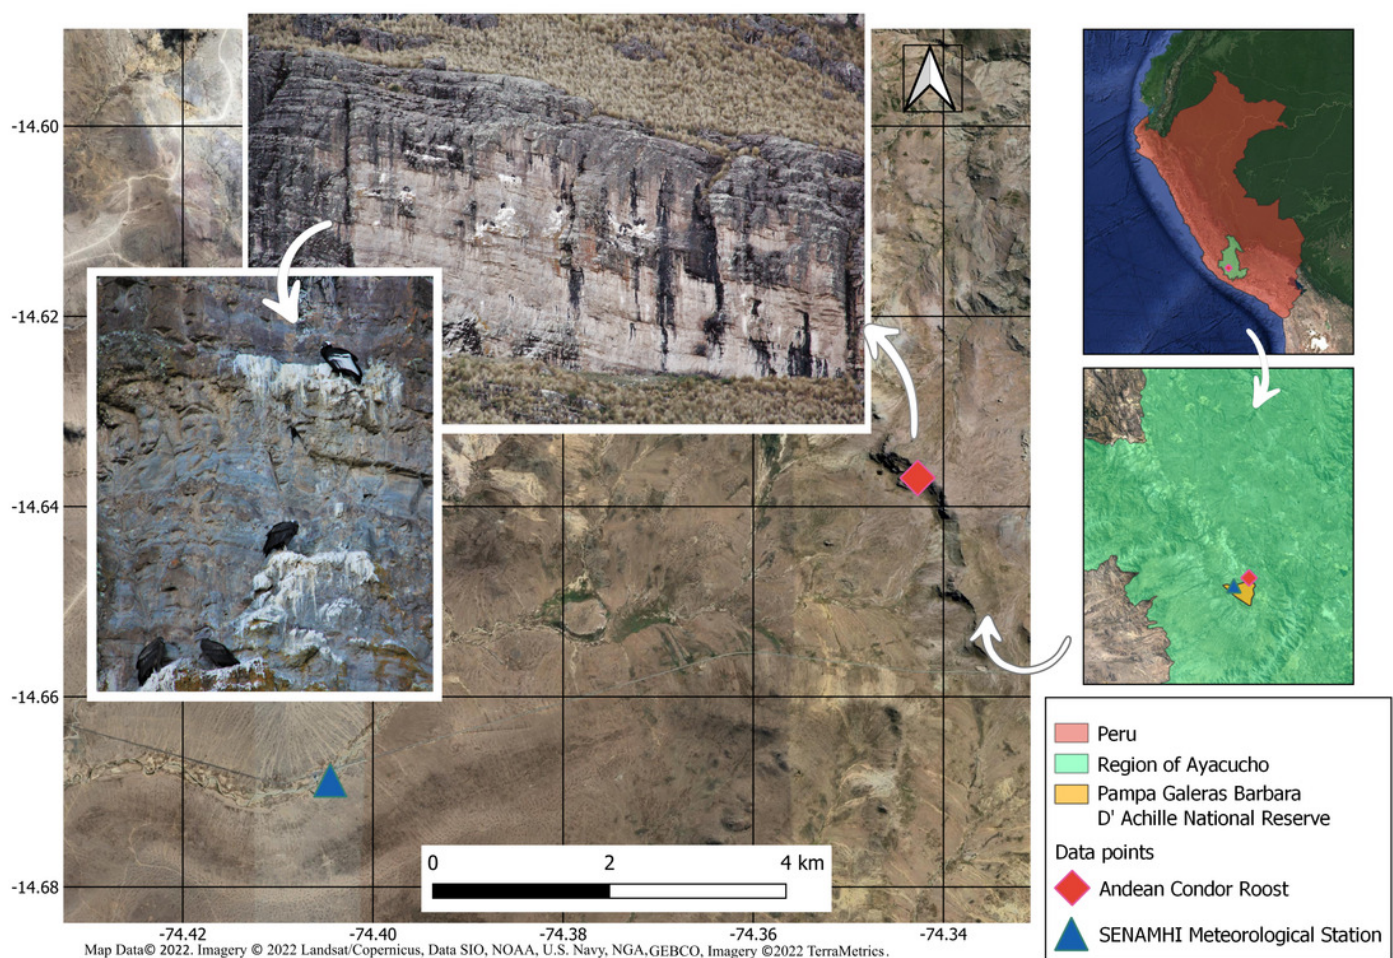 -14.60
-14.62
-14.64
-14.66
-14.68
-74.42
-74.40
-74.38
-74.36
-74.34
0
2
4 km
Peru
Region of Ayacucho
Pampa Galeras Barbara
D' Achille National Reserve
Data points
Andean Condor Roost
SENAMHI Meteorological Station
Map Data© 2022. Imagery © 2022 Landsat/Copernicus, Data SIO, NOAA, U.S. Navy, NGA,GEBCO, Imagery ©2022 TerraMetrics.